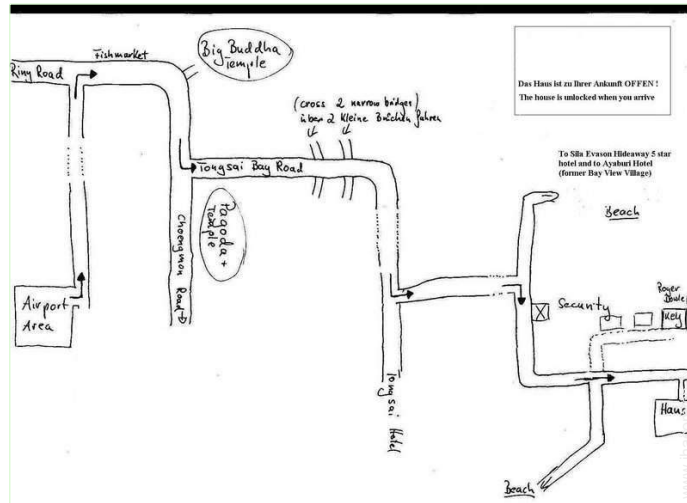 Fishmarket
Ring Road
Big Buddha
Temple
Das Haus ist zu Ihrer Ankunft OFFEN !
The house is unlocked when you arrive
(cross 2 narrow bridges)
über 2 kleine Brücken fahren
To Sila Evason Hideaway 5 star
hotel and to Ayaburi Hotel
(former Bay View Village)
Tongsai Bay Road
Pagoda +
Temple
Choengmon Road
Beach
Airport
Area
Security
Roger
Key
Tongsai Hotel
Haus
Beach